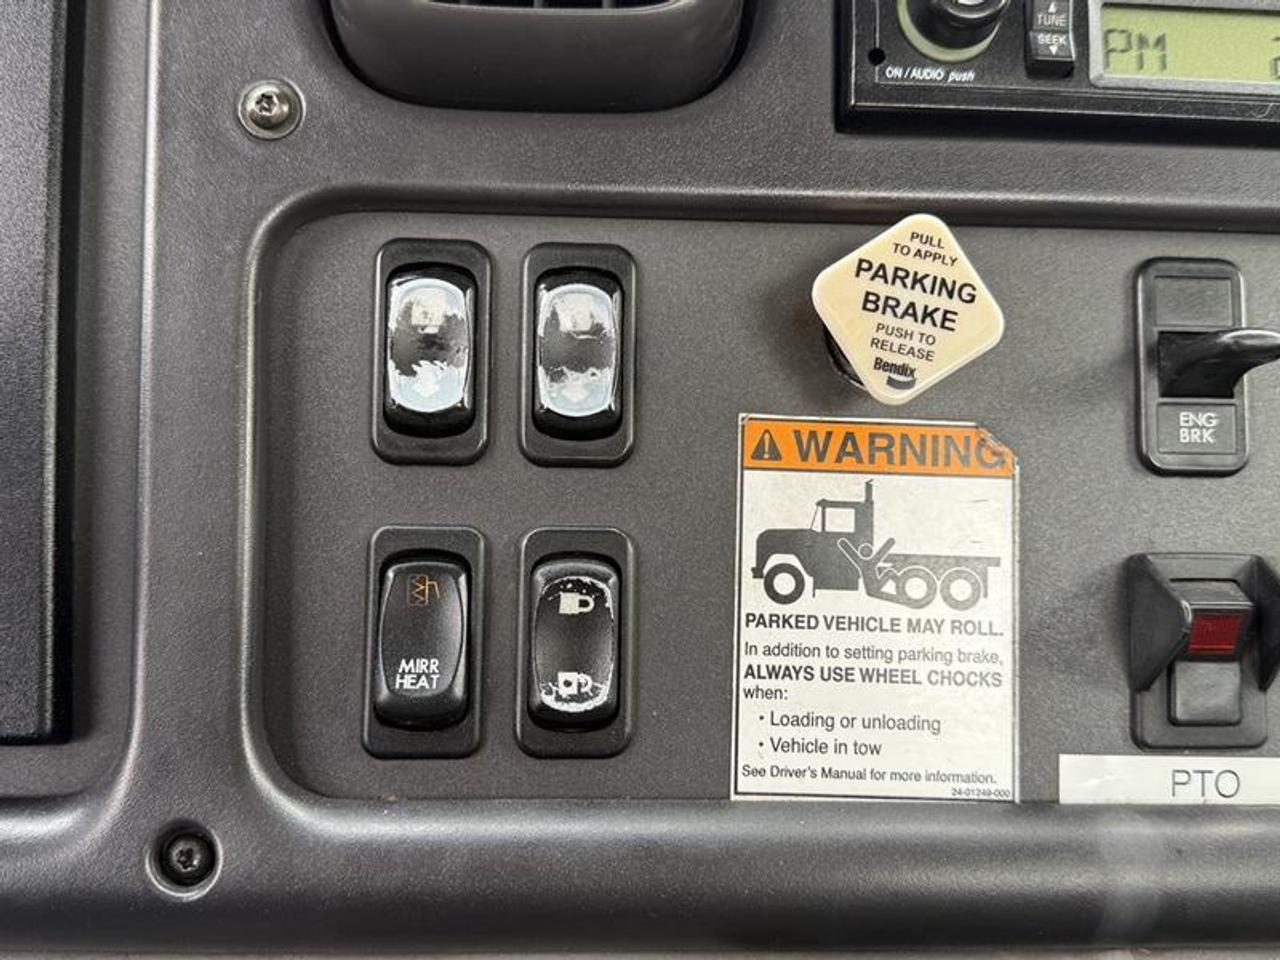 TUNE
SEEK
ON / AUDIO push
PM
PULL
TO APPLY
PARKING
BRAKE
PUSH TO
RELEASE
Bendix
ENG
BRK
WARNING
PARKED VEHICLE MAY ROLL.
In addition to setting parking brake,
ALWAYS USE WHEEL CHOCKS
when:
• Loading or unloading
• Vehicle in tow
See Driver's Manual for more information.
24-01249-000
MIRR
HEAT
PTO